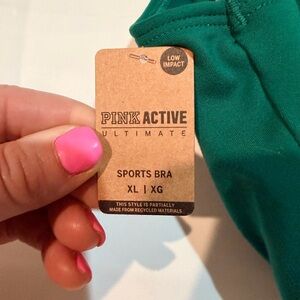 LOW
IMPACT
PINK ACTIVE
ULTIMATE
SPORTS BRA
XL | XG
THIS STYLE IS PARTIALLY
MADE FROM RECYCLED MATERIALS